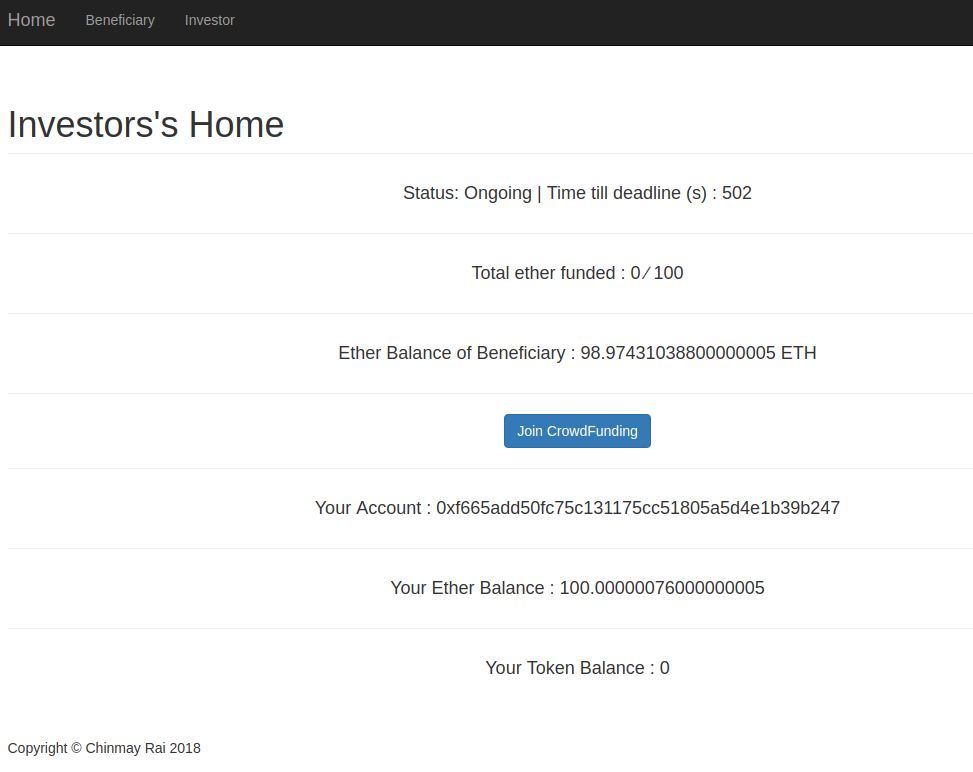 Home Beneficiary Investor
Investors's Home
Status: Ongoing | Time till deadline (s) : 502
Total ether funded : 0 ⁄ 100
Ether Balance of Beneficiary : 98.97431038800000005 ETH
Join CrowdFunding
Your Account : 0xf665add50fc75c131175cc51805a5d4e1b39b247
Your Ether Balance : 100.00000076000000005
Your Token Balance : 0
Copyright © Chinmay Rai 2018